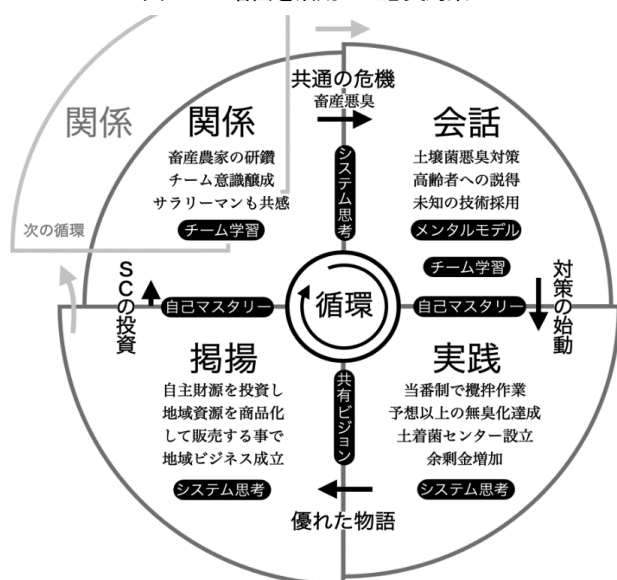 共通の危機
畜産悪臭
システム思考
関係
次の循環
関係
畜産農家の研鑽
チーム意識醸成
サラリーマンも共感
チーム学習
会話
土壌菌悪臭対策
高齢者への説得
未知の技術採用
メンタルモデル
チーム学習
自己マスタリー
対策の始動
循環
実践
当番制で攪拌作業
予想以上の無臭化達成
土着菌センター設立
余剰金増加
システム思考
共有ビジョン
優れた物語
掲揚
自主財源を投資し
地域資源を商品化
して販売する事で
地域ビジネス成立
システム思考
自己マスタリー
SCの投資